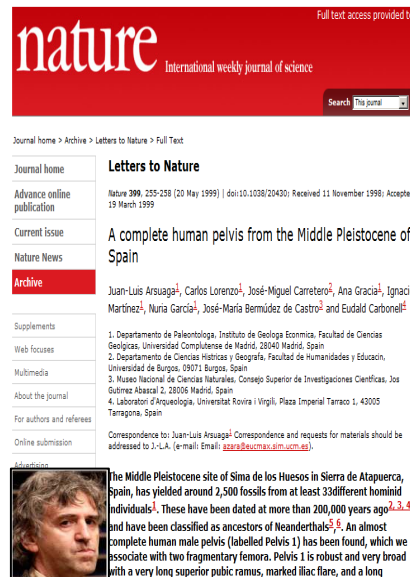 Full text access provided to
nature
International weekly journal of science
Search This journal
Journal home > Archive > Letters to Nature > Full Text
Journal home
Advance online
publication
Current issue
Nature News
Archive
Supplements
Web focuses
Multimedia
About the journal
For authors and referees
Online submission
Advertising
Letters to Nature
Nature 399, 255-258 (20 May 1999) | doi:10.1038/20430; Received 11 November 1998; Accepte
19 March 1999
A complete human pelvis from the Middle Pleistocene of
Spain
Juan-Luis Arsuaga1, Carlos Lorenzo1, José-Miguel Carretero2, Ana Gracia1, Ignaci
Martínez1, Nuria García1, José-María Bermúdez de Castro3 and Eudald Carbonell4
1. Departamento de Paleontologa, Instituto de Geologa Econmica, Facultad de Ciencias
Geolgicas, Universidad Complutense de Madrid, 28040 Madrid, Spain
2. Departamento de Ciencias Histricas y Geografa, Facultad de Humanidades y Educacin,
Universidad de Burgos, 09071 Burgos, Spain
3. Museo Nacional de Ciencias Naturales, Consejo Superior de Investigaciones Cientficas, Jos
Gutirrez Abascal 2, 28006 Madrid, Spain
4. Laboratori d'Arqueologia, Universitat Rovira i Virgili, Plaza Imperial Tarraco 1, 43005
Tarragona, Spain
Correspondence to: Juan-Luis Arsuaga1 Correspondence and requests for materials should be
addressed to J.-L.A. (e-mail: Email: azara@eucmax.sim.ucm.es).
The Middle Pleistocene site of Sima de los Huesos in Sierra de Atapuerca,
Spain, has yielded around 2,500 fossils from at least 33different hominid
individuals1. These have been dated at more than 200,000 years ago2, 3, 4
and have been classified as ancestors of Neanderthals5, 6. An almost
complete human male pelvis (labelled Pelvis 1) has been found, which we
associate with two fragmentary femora. Pelvis 1 is robust and very broad
with a very long superior pubic ramus, marked iliac flare, and a long